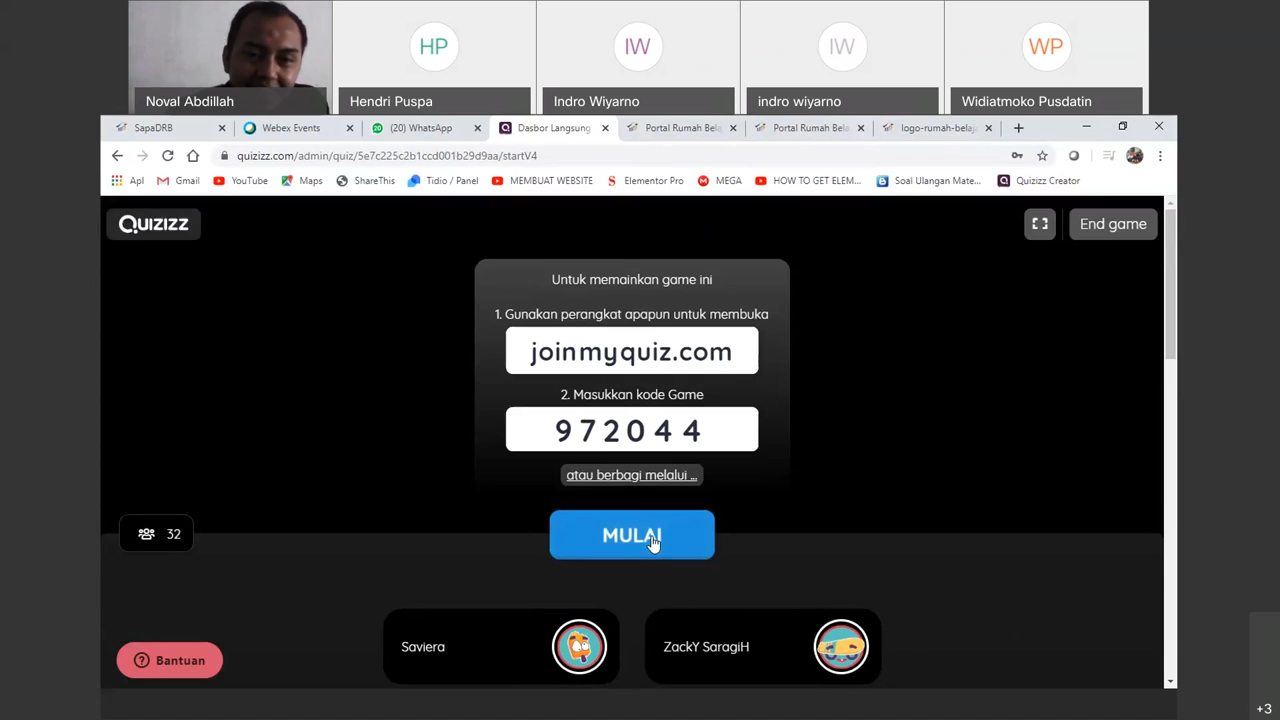 HP
IW
IW
WP
Noval Abdillah
Hendri Puspa
Indro Wiyarno
indro wiyarno
Widiatmoko Pusdatin
SapaDRB
Webex Events
(20) WhatsApp
Dasbor Langsung
Portal Rumah Bela
Portal Rumah Bela
logo-rumah-belaj
quizizz.com/admin/quiz/5e7c225c2b1ccd001b29d9aa/startV4
Apl
Gmail
YouTube
Maps
ShareThis
Tidio / Panel
MEMBUAT WEBSITE
Elementor Pro
MEGA
HOW TO GET ELEM...
Soal Ulangan Mate...
Quizizz Creator
QUIZIZZ
End game
Untuk memainkan game ini
1. Gunakan perangkat apapun untuk membuka
joinmyquiz.com
2. Masukkan kode Game
972044
atau berbagi melalui ...
32
MULAI
Saviera
ZackY SaragiH
Bantuan
+3